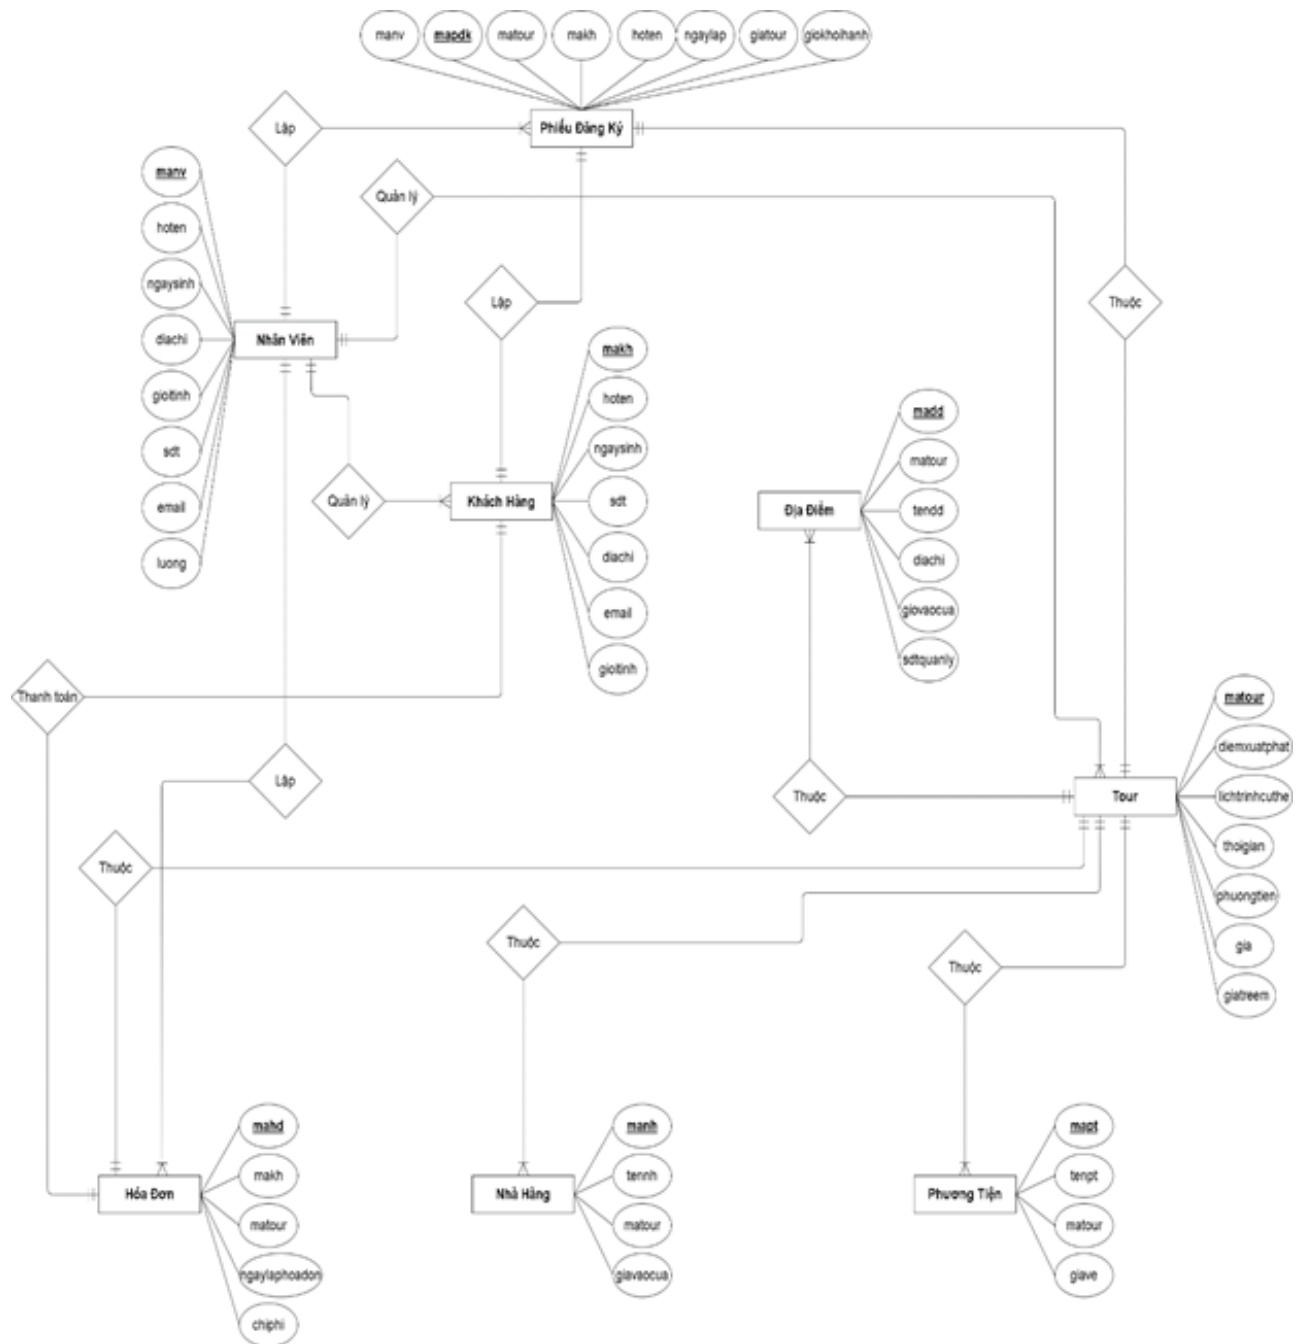 manv
mapdk
matour
makh
hoten
ngaylap
giatour
giokhoihanh
Lập
Phiếu Đăng Ký
manv
Quản lý
hoten
ngaysinh
Lập
Thuộc
diachi
Nhân Viên
makh
gioitinh
hoten
madd
sdt
ngaysinh
matour
email
Quản lý
Khách Hàng
sdt
Địa Điểm
tendd
luong
diachi
diachi
email
giovaocua
gioitinh
sdtquanly
Thanh toán
matour
diemxuatphat
Lập
Thuộc
Tour
lichtrinhcuthe
thoigian
Thuộc
phuongtien
Thuộc
Thuộc
gia
giatreem
mahd
manh
mapt
makh
tennh
tenpt
Hóa Đơn
Nhà Hàng
Phương Tiện
matour
matour
matour
ngaylaphoadon
giavaocua
giave
chiphi